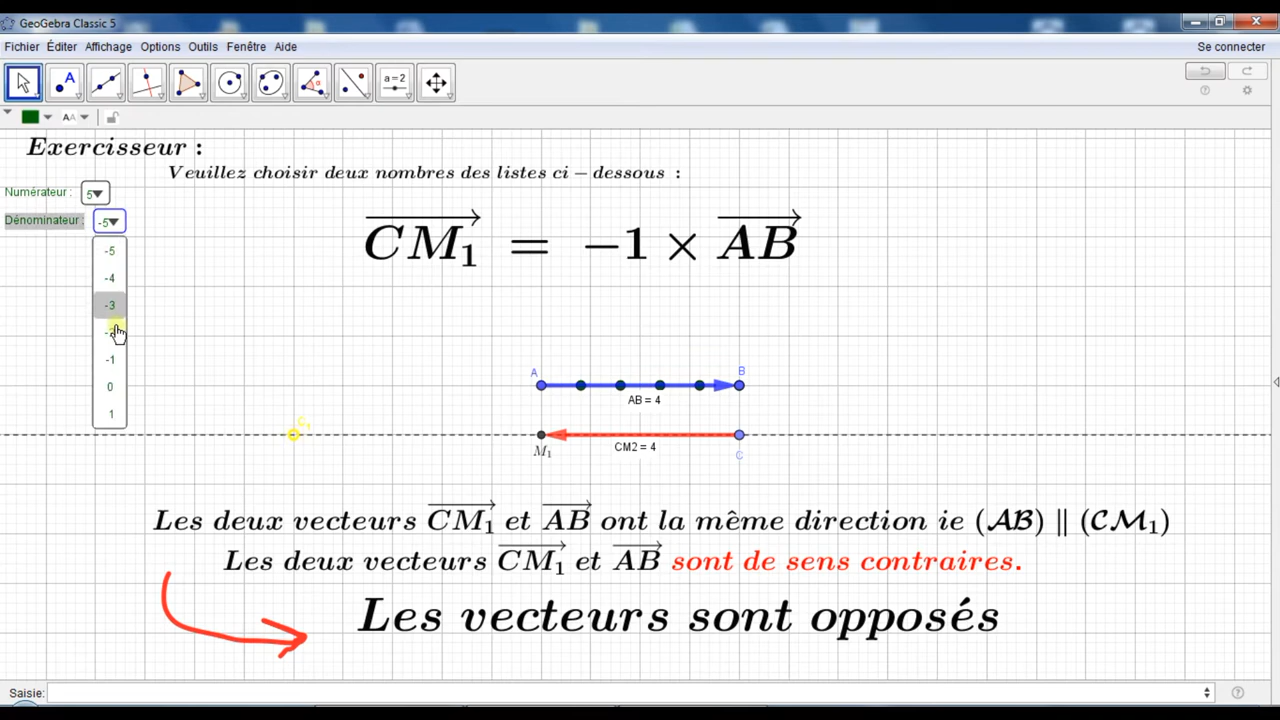 GeoGebra Classic 5
Fichier Éditer Affichage Options Outils Fenêtre Aide Se connecter
A a = 2
AA
Exercisseur :
Veuillez choisir deux nombres des listes ci − dessous :
Numérateur : 5
Dénominateur : -5
-5
-4
-3
-1
0
1
CM₁ = −1 × AB
A B
AB = 4
CM2 = 4
M₁ C
Les deux vecteurs CM₁ et AB ont la même direction ie (AB) ∥ (CM₁)
Les deux vecteurs CM₁ et AB sont de sens contraires.
Les vecteurs sont opposés
Saisie: